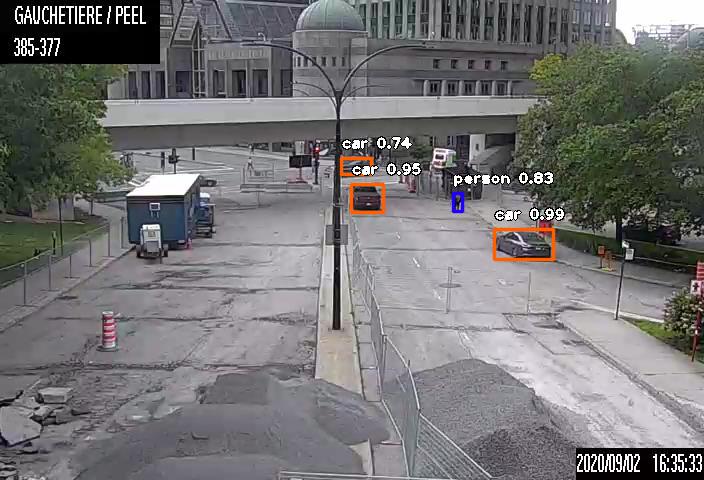 GAUCHETIERE / PEEL
385-377
car 0.74
car 0.95
person 0.83
car 0.99
2020/09/02 16:35:33